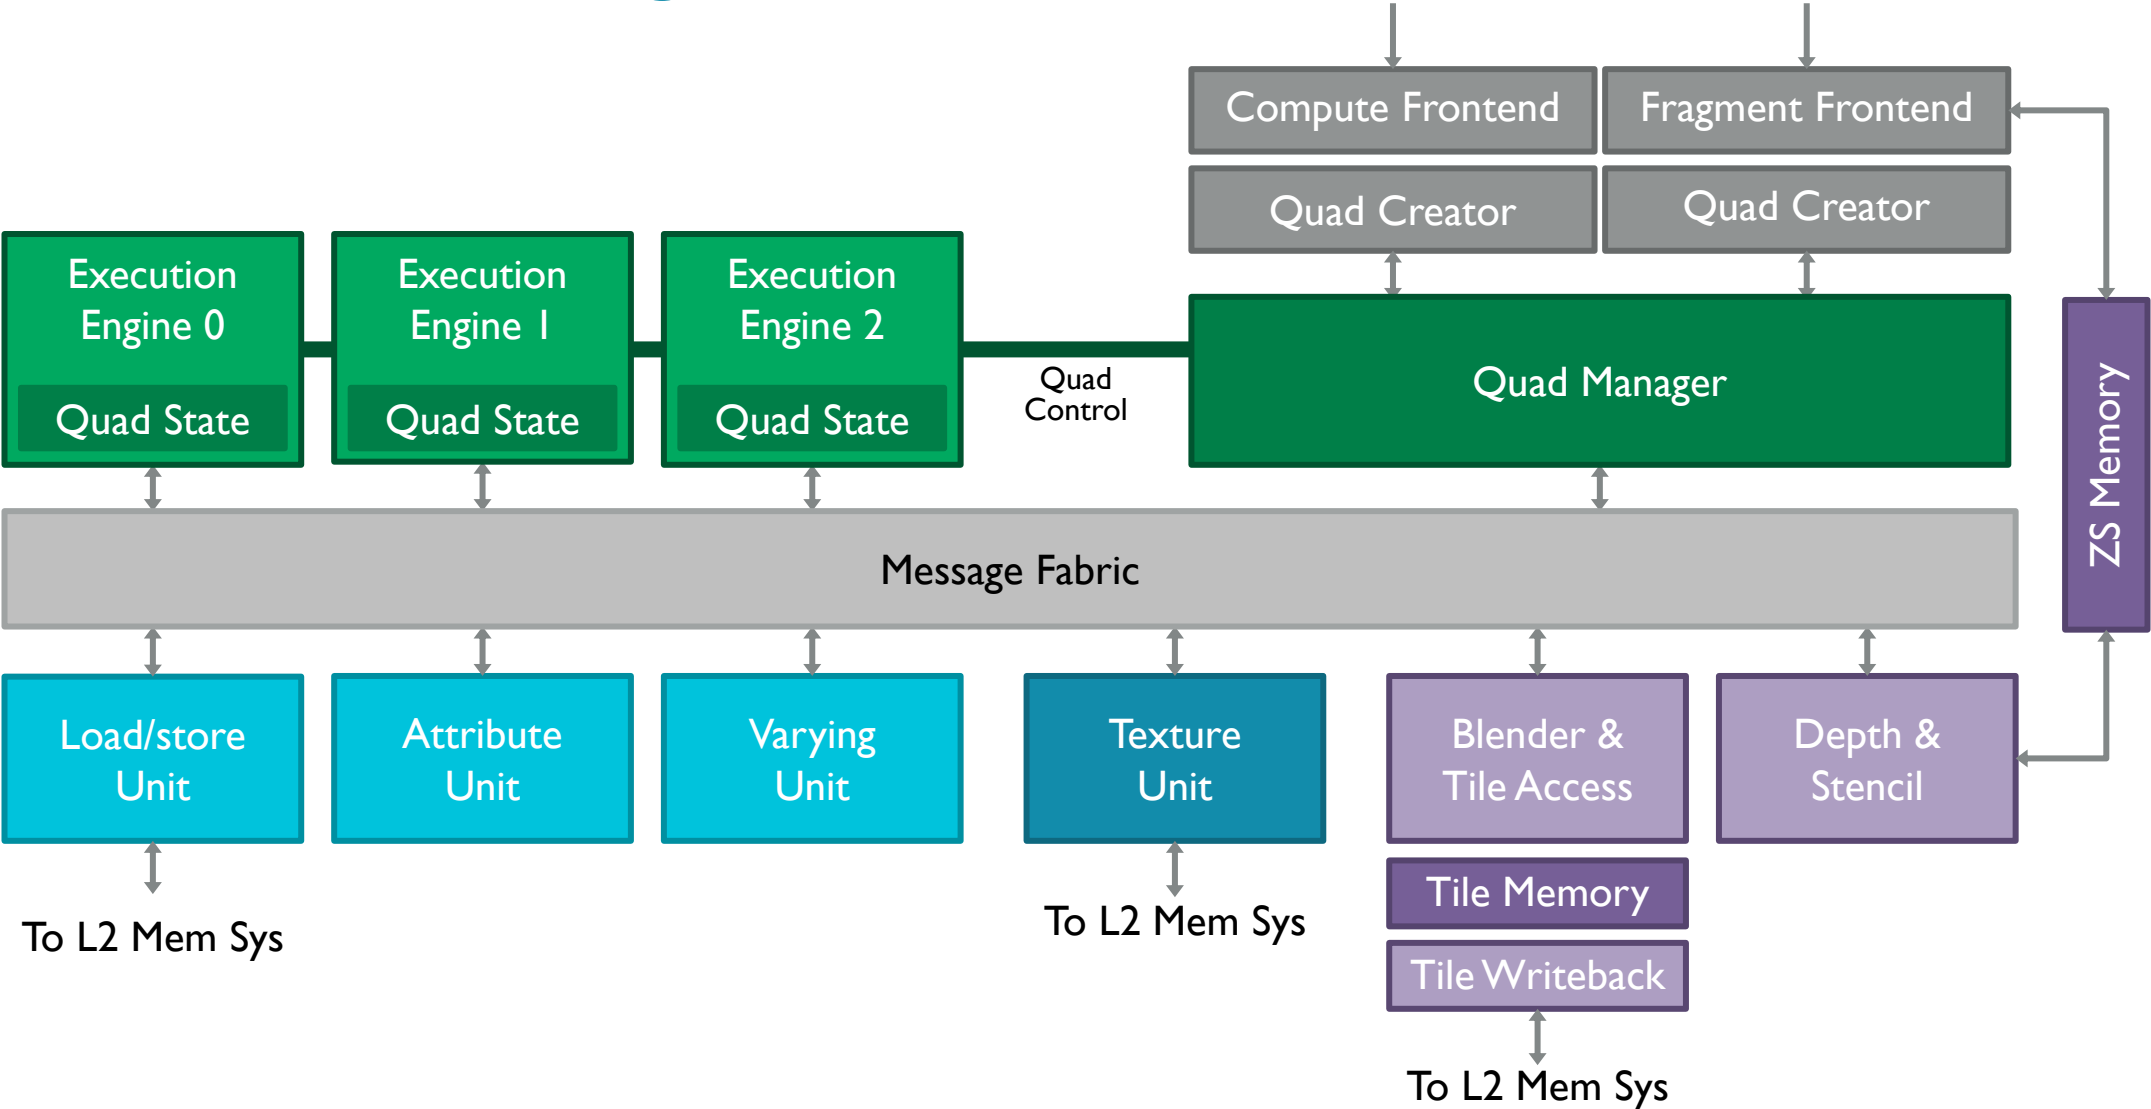 Compute Frontend
Fragment Frontend
Quad Creator
Quad Creator
Execution
Engine 0
Quad State
Execution
Engine 1
Quad State
Execution
Engine 2
Quad State
Quad
Control
Quad Manager
ZS Memory
Message Fabric
Load/store
Unit
Attribute
Unit
Varying
Unit
Texture
Unit
Blender &
Tile Access
Depth &
Stencil
Tile Memory
Tile Writeback
To L2 Mem Sys
To L2 Mem Sys
To L2 Mem Sys